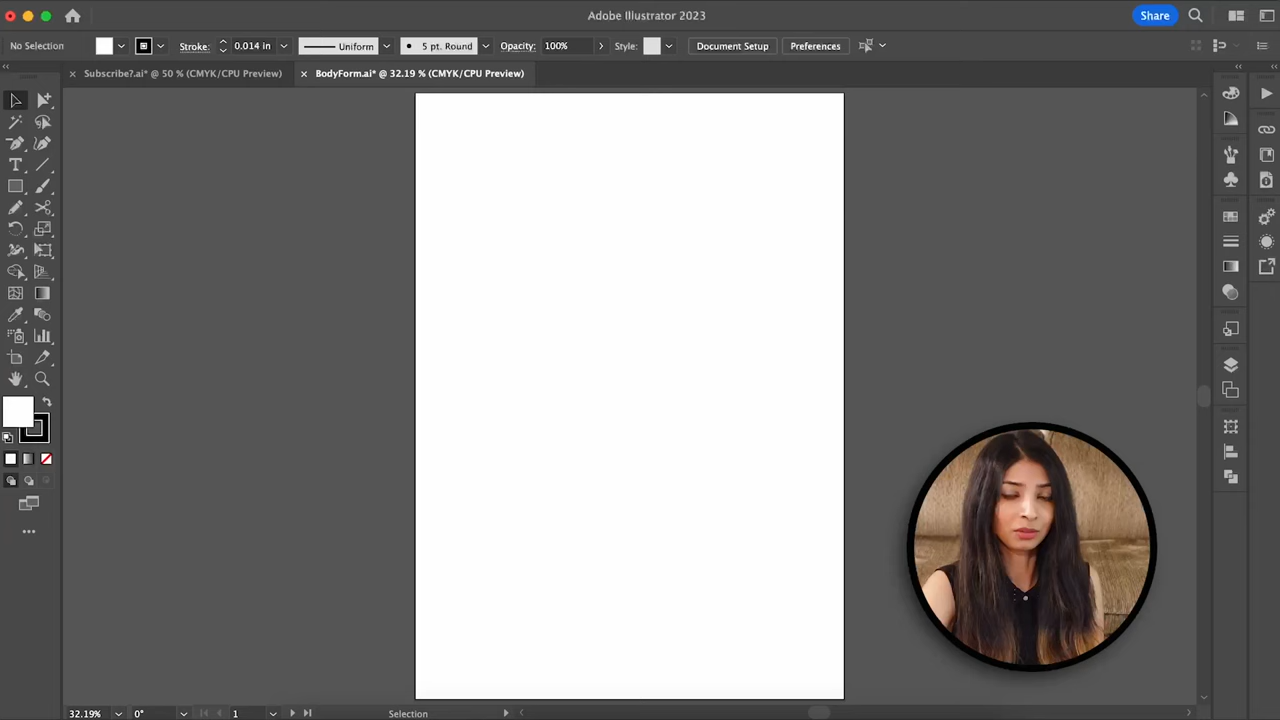 Adobe Illustrator 2023
Share
No Selection Stroke: 0.014 in Uniform 5 pt. Round Opacity: 100% Style: Document Setup Preferences
Subscribe?.ai* @ 50 % (CMYK/CPU Preview) BodyForm.ai* @ 32.19 % (CMYK/CPU Preview)
32.19% 0° 1 Selection